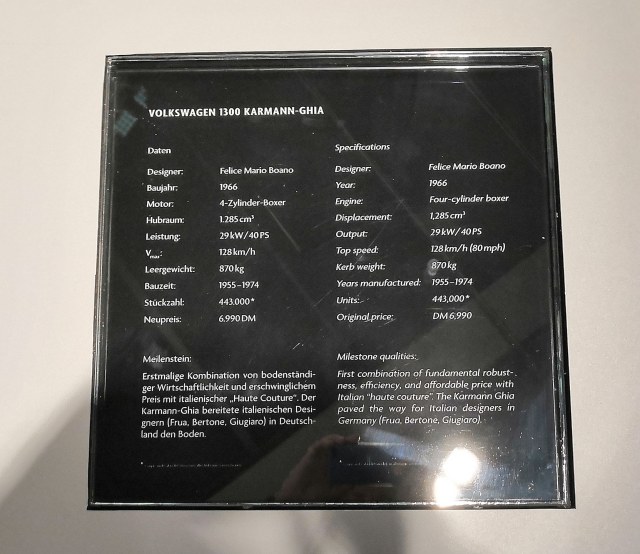 VOLKSWAGEN 1300 KARMANN-GHIA
Daten
Designer: Felice Mario Boano
Baujahr: 1966
Motor: 4-Zylinder-Boxer
Hubraum: 1.285 cm³
Leistung: 29 kW/40 PS
Vmax: 128 km/h
Leergewicht: 870 kg
Bauzeit: 1955–1974
Stückzahl: 443.000*
Neupreis: 6.990 DM
Meilenstein:
Erstmalige Kombination von bodenständi-
ger Wirtschaftlichkeit und erschwinglichem
Preis mit italienischer „Haute Couture“. Der
Karmann-Ghia bereitete italienischen Desi-
gnern (Frua, Bertone, Giugiaro) in Deutsch-
land den Boden.
Specifications
Designer: Felice Mario Boano
Year: 1966
Engine: Four-cylinder boxer
Displacement: 1,285 cm³
Output: 29 kW/40 PS
Top speed: 128 km/h (80 mph)
Kerb weight: 870 kg
Years manufactured: 1955–1974
Units: 443,000*
Original price: DM 6,990
Milestone qualities:
First combination of fundamental robust-
ness, efficiency, and affordable price with
Italian “haute couture”. The Karmann Ghia
paved the way for Italian designers in
Germany (Frua, Bertone, Giugiaro).